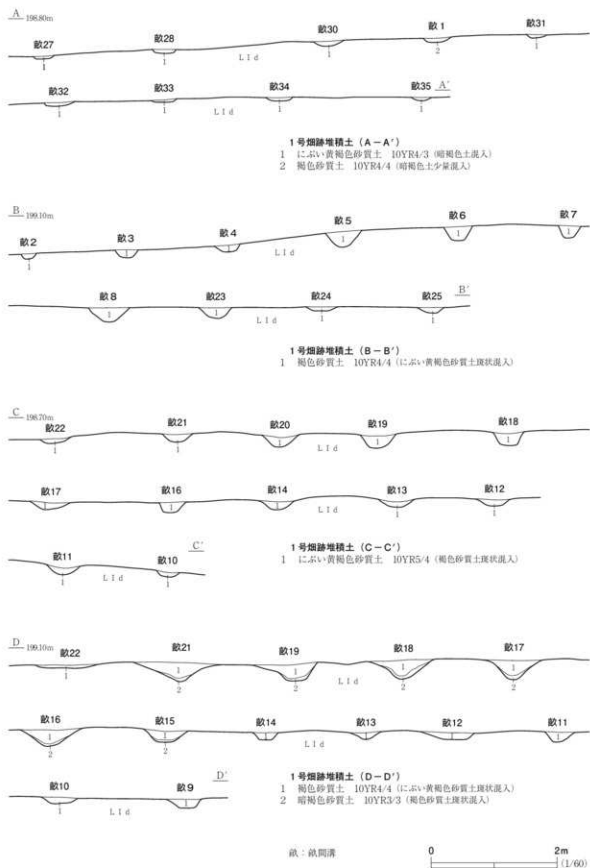 A 198.80m
畝27 畝28 畝30 畝1 畝31
1 1 LⅠd 1 2 1
畝32 畝33 畝34 畝35 A′
1 1 LⅠd 1 1
1号畑跡堆積土（A－A′）
1 にぶい黄褐色砂質土 10YR4/3（暗褐色土混入）
2 褐色砂質土 10YR4/4（暗褐色土少量混入）
B 199.10m
畝2 畝3 畝4 畝5 畝6 畝7
1 1 1 LⅠd 1 1 1
畝8 畝23 畝24 畝25 B′
1 1 LⅠd 1 1
1号畑跡堆積土（B－B′）
1 褐色砂質土 10YR4/4（にぶい黄褐色砂質土斑状混入）
C 198.70m
畝22 畝21 畝20 畝19 畝18
1 1 1 LⅠd 1 1
畝17 畝16 畝14 畝13 畝12
1 1 1 LⅠd 1 1
畝11 畝10 C′
1 LⅠd 1
1号畑跡堆積土（C－C′）
1 にぶい黄褐色砂質土 10YR5/4（褐色砂質土斑状混入）
D 199.10m
畝22 畝21 畝19 畝18 畝17
1 1 1 LⅠd 1 1
2 2 2 2
畝16 畝15 畝14 畝13 畝12 畝11
1 1 1 LⅠd 1 1 1
2 2
畝10 畝9 D′
1 LⅠd 1
1号畑跡堆積土（D－D′）
1 褐色砂質土 10YR4/4（にぶい黄褐色砂質土斑状混入）
2 暗褐色砂質土 10YR3/3（褐色砂質土斑状混入）
畝：畝間溝
0 2m
(1/60)